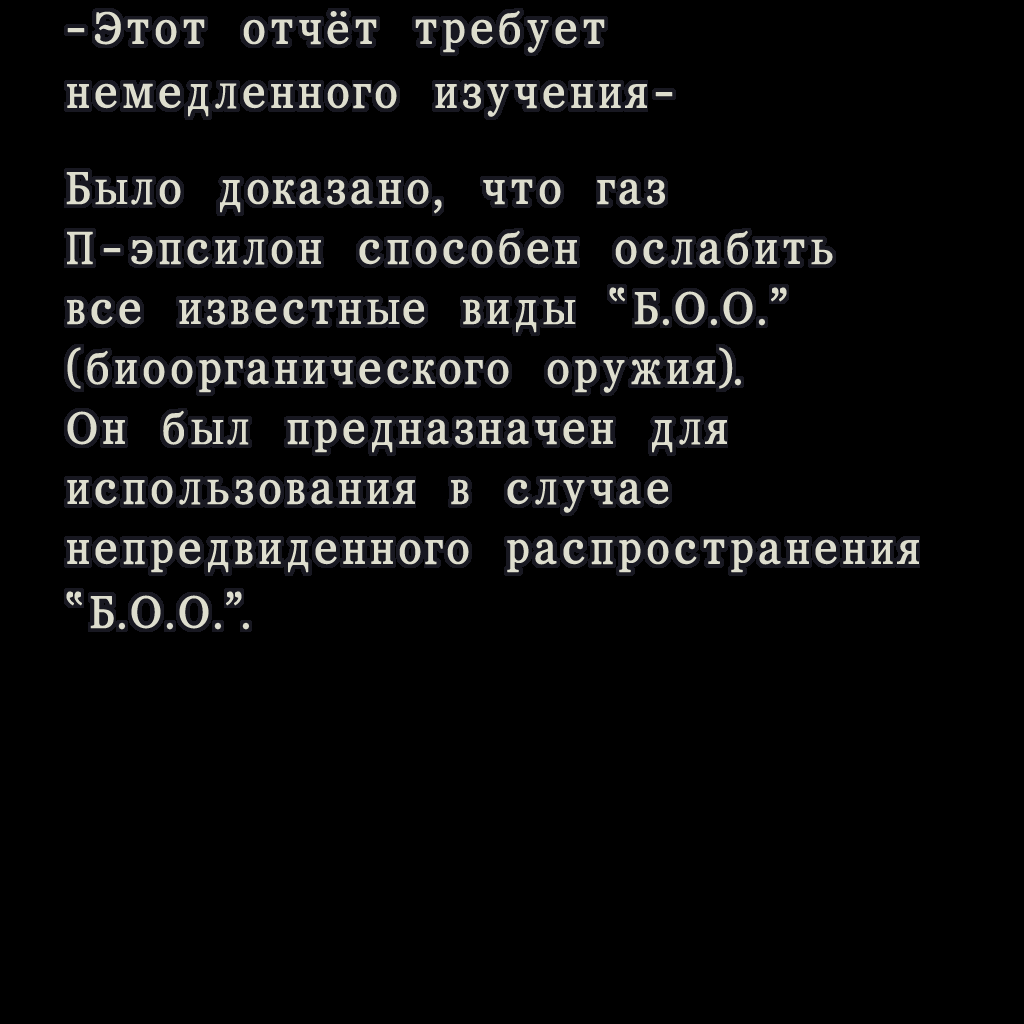 -Этот отчёт требует
немедленного изучения-
Было доказано, что газ
П-эпсилон способен ослабить
все известные виды “Б.О.О.”
(биоорганического оружия).
Он был предназначен для
использования в случае
непредвиденного распространения
“Б.О.О.”.